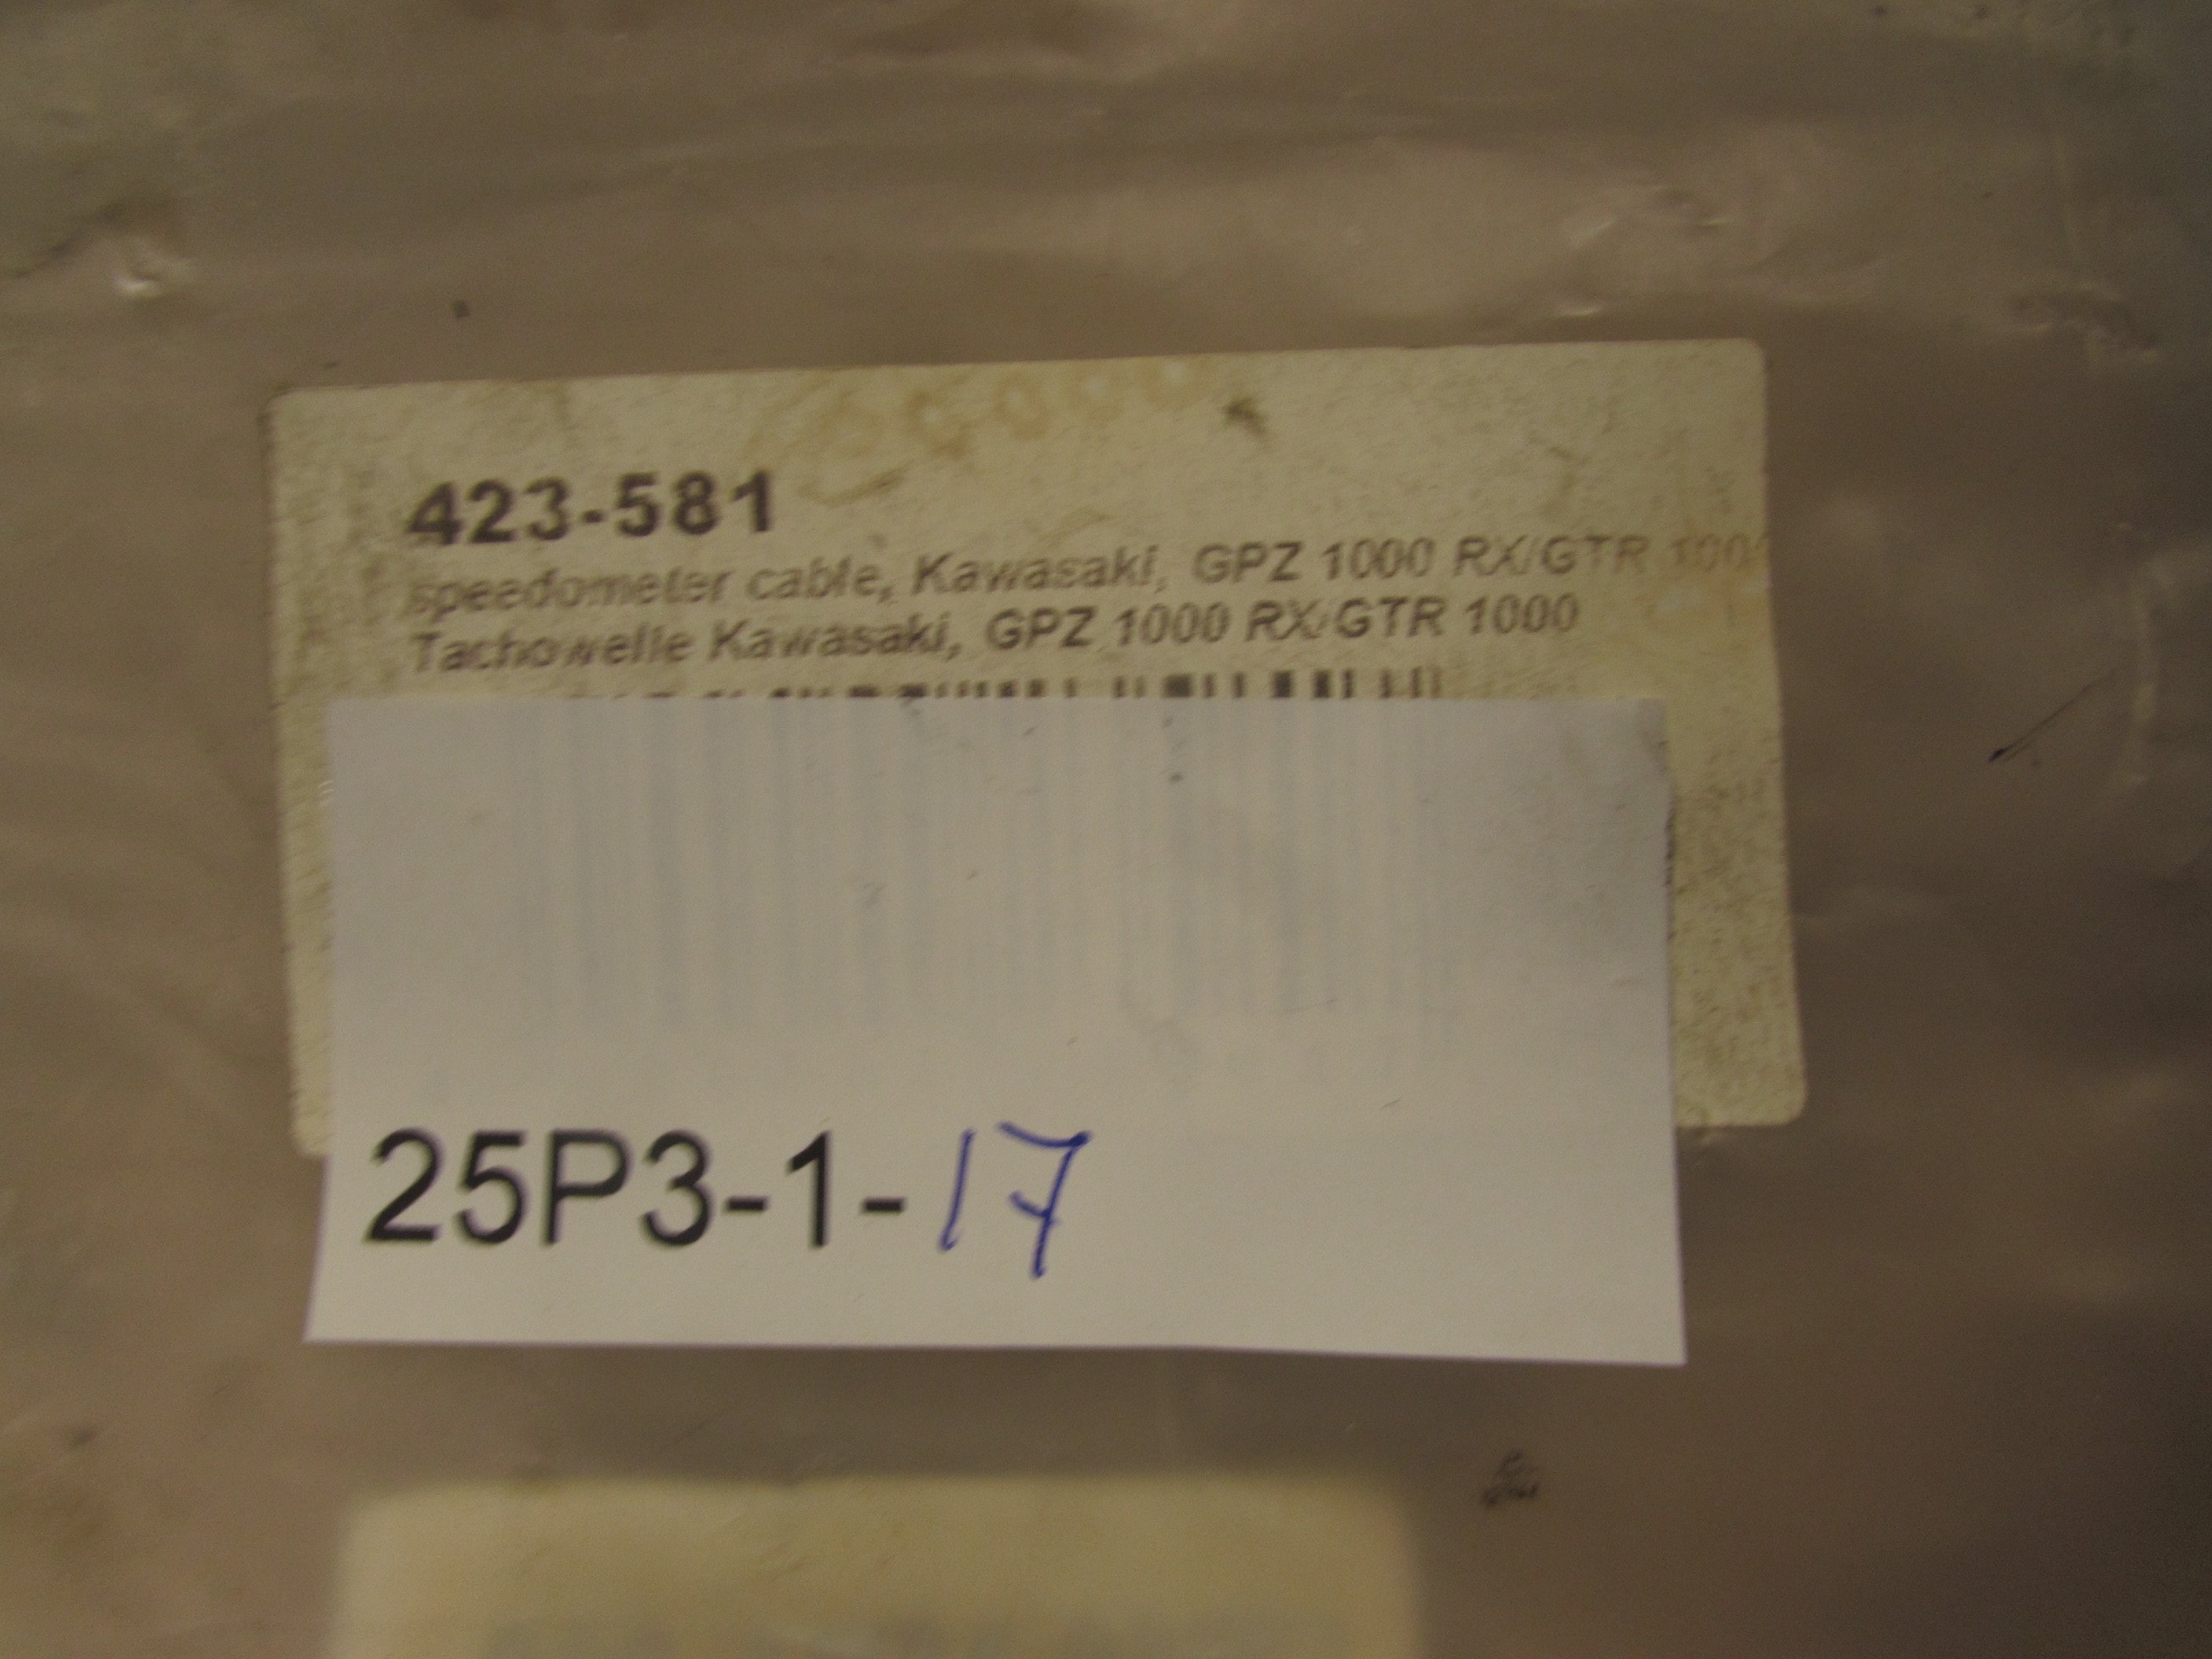 423-581
speedometer cable, Kawasaki, GPZ 1000 RX/GTR 100
Tachowelle Kawasaki, GPZ 1000 RX/GTR 1000
25P3-1-17